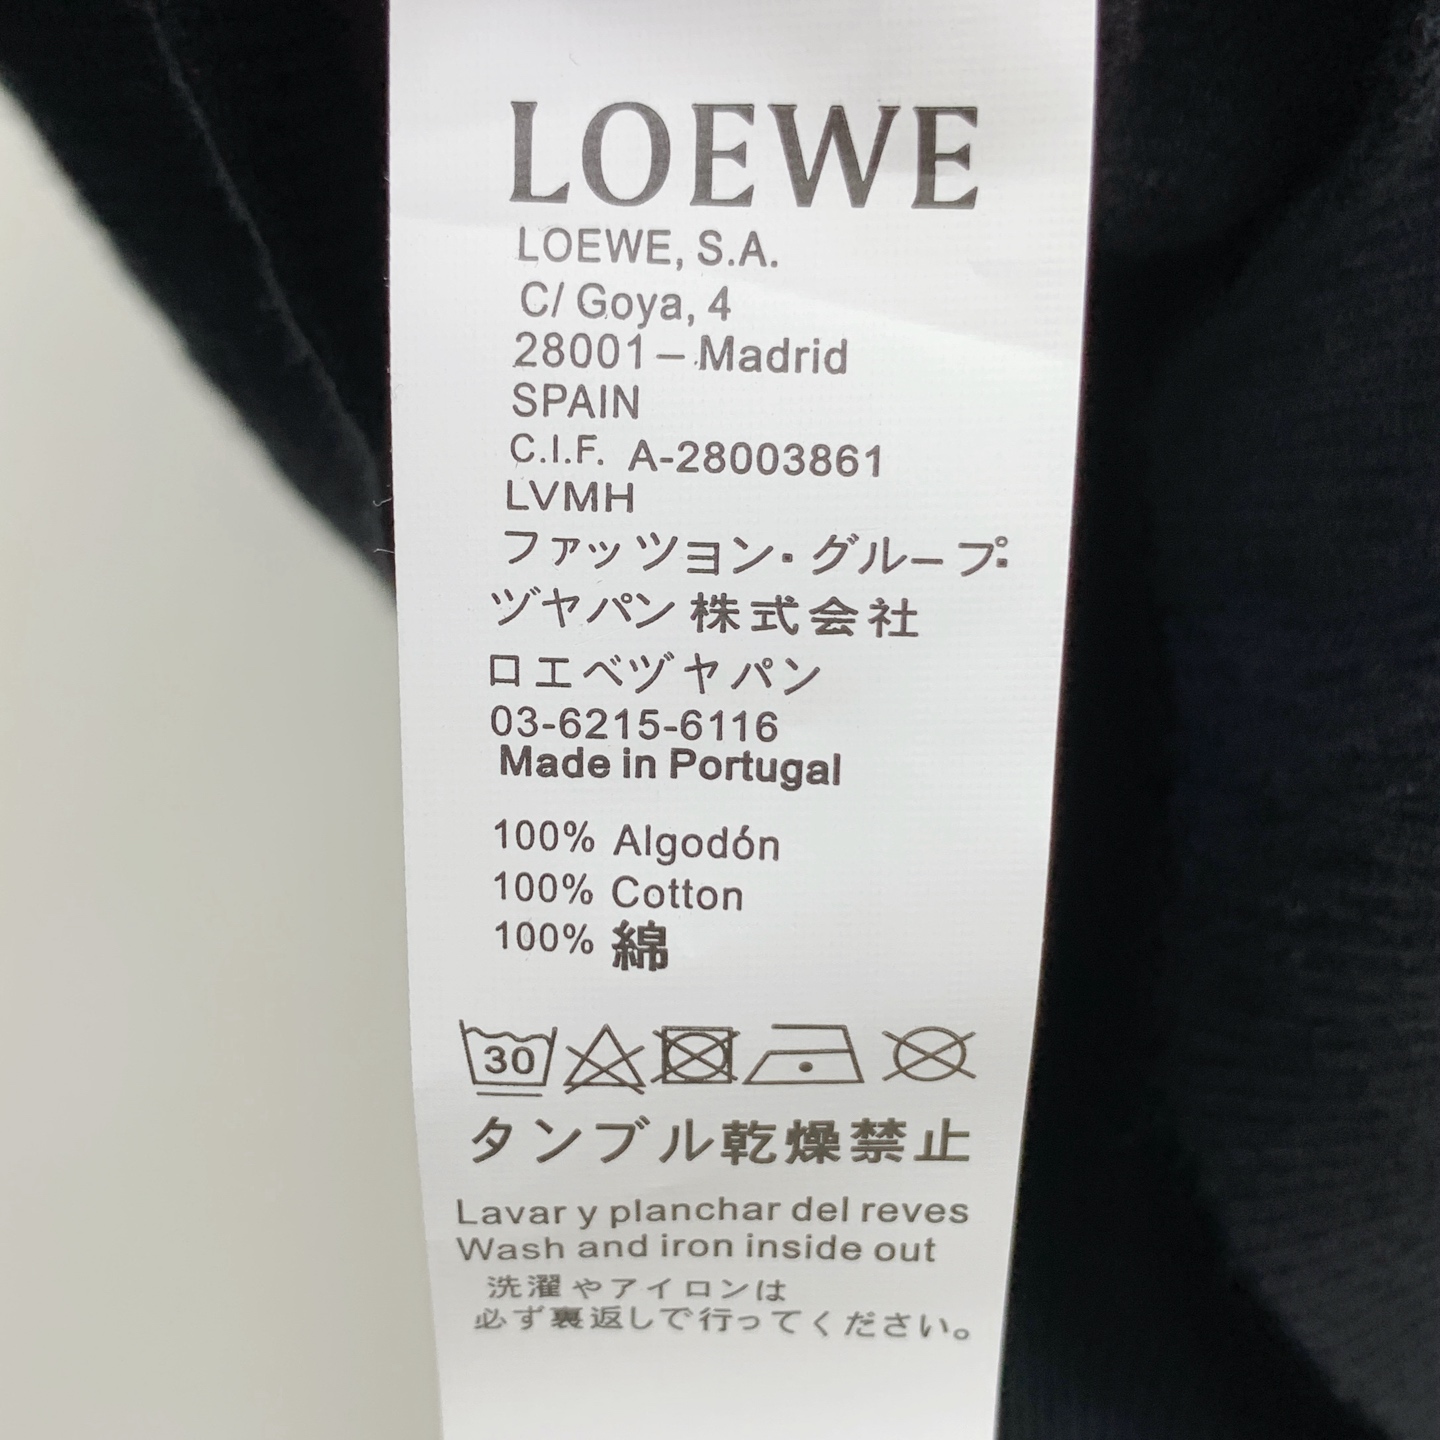 LOEWE
LOEWE, S.A.
C/ Goya, 4
28001 – Madrid
SPAIN
C.I.F. A-28003861
LVMH
ファッツョン・グループ・
ヅヤパン株式会社
ロエベヅヤパン
03-6215-6116
Made in Portugal
100% Algodón
100% Cotton
100% 綿
30
タンブル乾燥禁止
Lavar y planchar del reves
Wash and iron inside out
洗濯やアイロンは
必ず裏返しで行ってください。